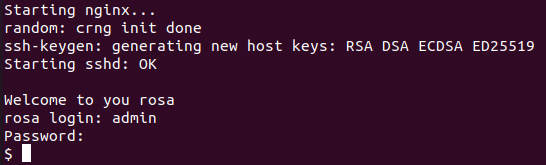 Starting nginx...
random: crng init done
ssh-keygen: generating new host keys: RSA DSA ECDSA ED25519
Starting sshd: OK
Welcome to you rosa
rosa login: admin
Password:
$